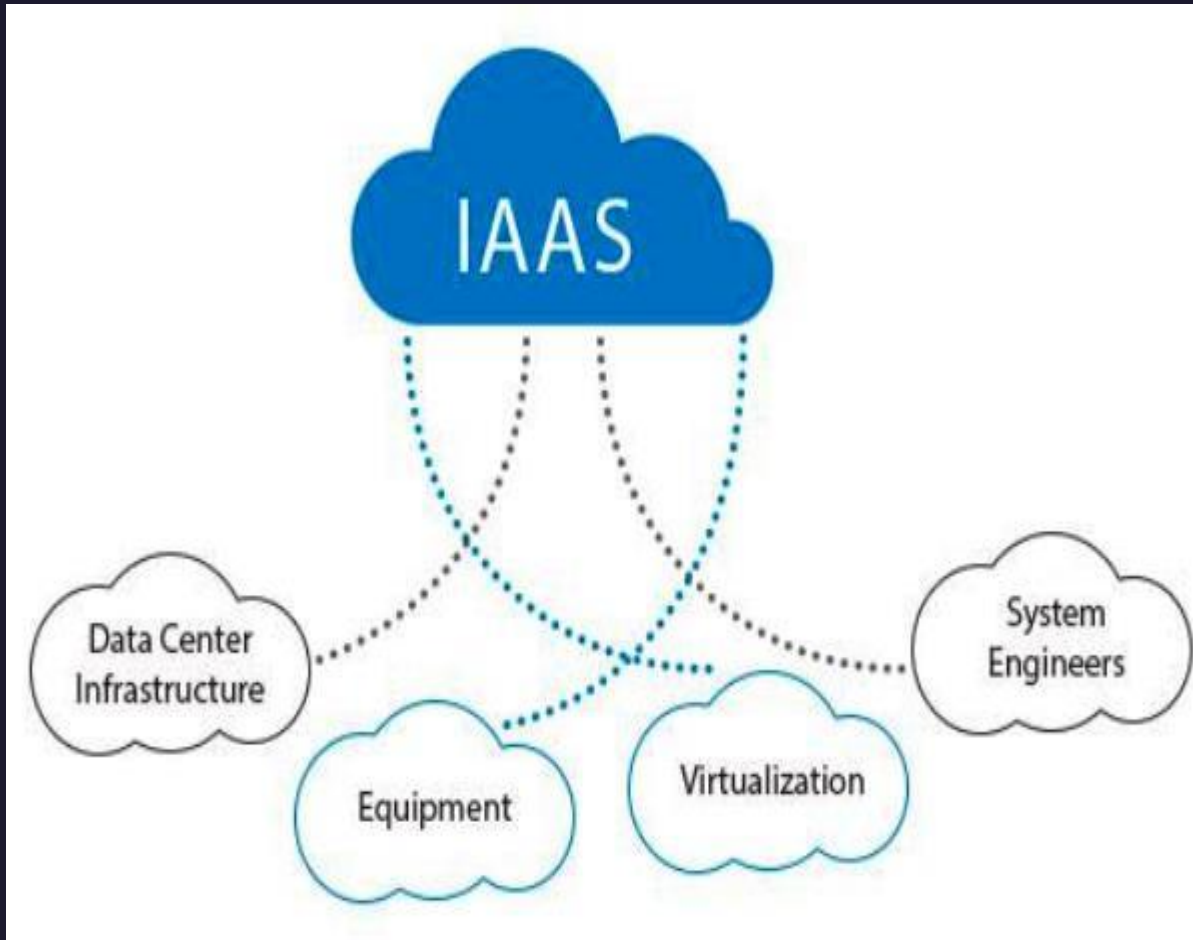 IAAS
Data Center
Infrastructure
Equipment
Virtualization
System
Engineers